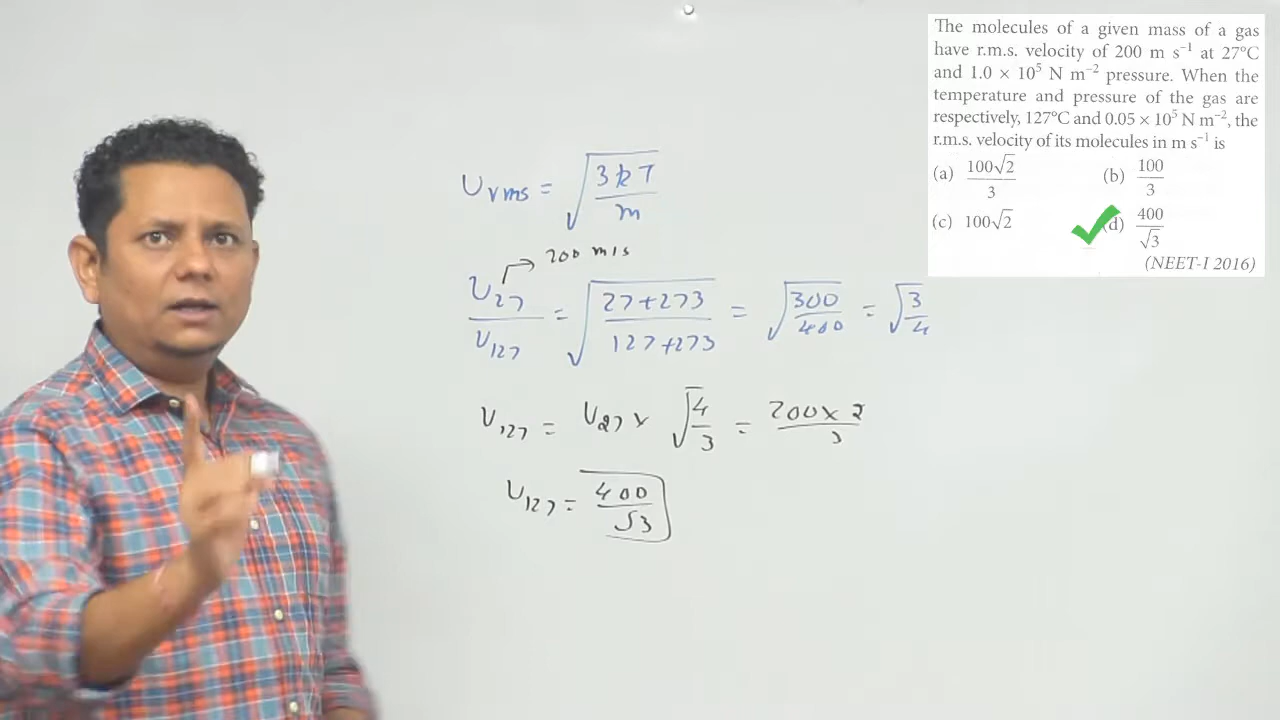 The molecules of a given mass of a gas
have r.m.s. velocity of 200 m s⁻¹ at 27°C
and 1.0 × 10⁵ N m⁻² pressure. When the
temperature and pressure of the gas are
respectively, 127°C and 0.05 × 10⁵ N m⁻², the
r.m.s. velocity of its molecules in m s⁻¹ is
(a) 100√2/3 (b) 100/3
(c) 100√2 (d) 400/√3
(NEET-I 2016)
Urms = √(3kT/m)
200 m/s
U27/U127 = √((27+273)/(127+273)) = √(300/400) = √(3/4)
U127 = U27 × √(4/3) = 200×2/3
U127 = 400/√3